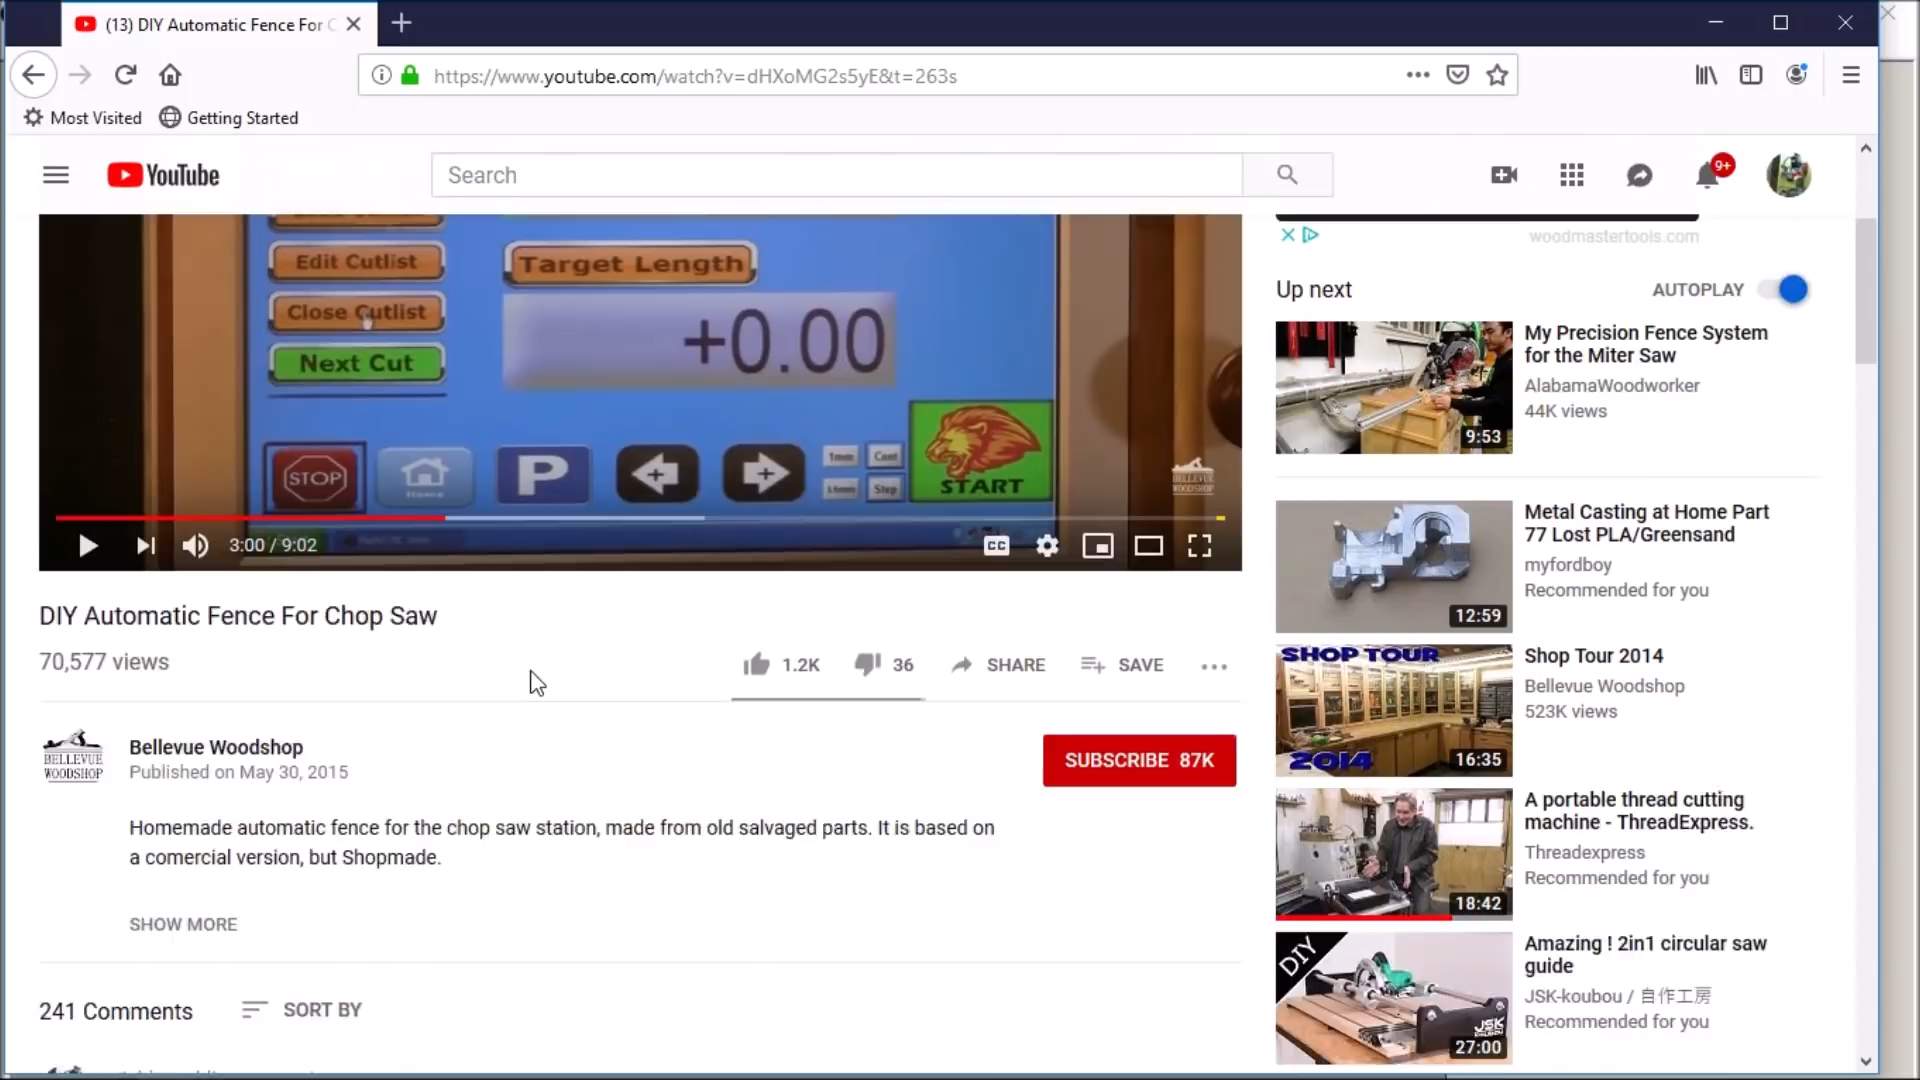 (13) DIY Automatic Fence For C
https://www.youtube.com/watch?v=dHXoMG2s5yE&t=263s
Most Visited
Getting Started
YouTube
Search
9+
Edit Cutlist
Close Cutlist
Next Cut
Target Length
+0.00
STOP
Home
P
1mm
Cont
Step
START
BELLEVUE
WOODSHOP
3:00 / 9:02
CC
DIY Automatic Fence For Chop Saw
70,577 views
1.2K
36
SHARE
SAVE
BELLEVUE
WOODSHOP
Bellevue Woodshop
Published on May 30, 2015
SUBSCRIBE 87K
Homemade automatic fence for the chop saw station, made from old salvaged parts. It is based on
a comercial version, but Shopmade.
SHOW MORE
241 Comments
SORT BY
woodmastertools.com
Up next
AUTOPLAY
9:53
My Precision Fence System
for the Miter Saw
AlabamaWoodworker
44K views
12:59
Metal Casting at Home Part
77 Lost PLA/Greensand
myfordboy
Recommended for you
SHOP TOUR
2014
16:35
Shop Tour 2014
Bellevue Woodshop
523K views
18:42
A portable thread cutting
machine - ThreadExpress.
Threadexpress
Recommended for you
DIY
JSK
27:00
Amazing ! 2in1 circular saw
guide
JSK-koubou / 自作工房
Recommended for you